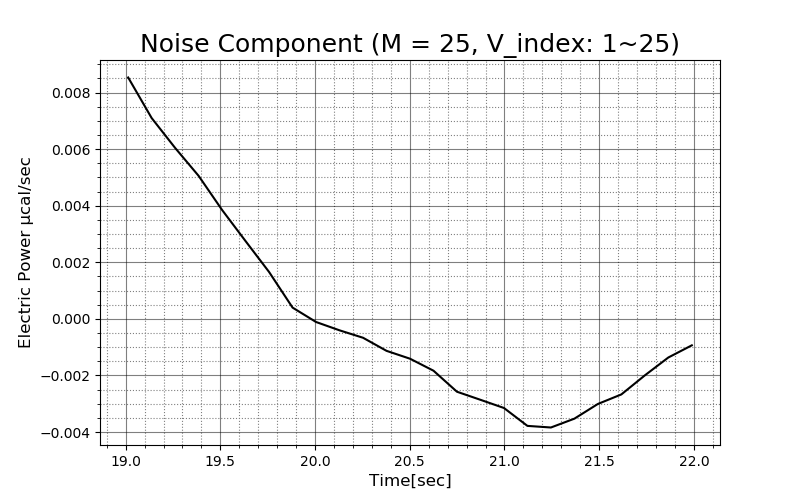 Noise Component (M = 25, V_index: 1~25)
Electric Power μcal/sec
0.008
0.006
0.004
0.002
0.000
−0.002
−0.004
19.0 19.5 20.0 20.5 21.0 21.5 22.0
Time[sec]